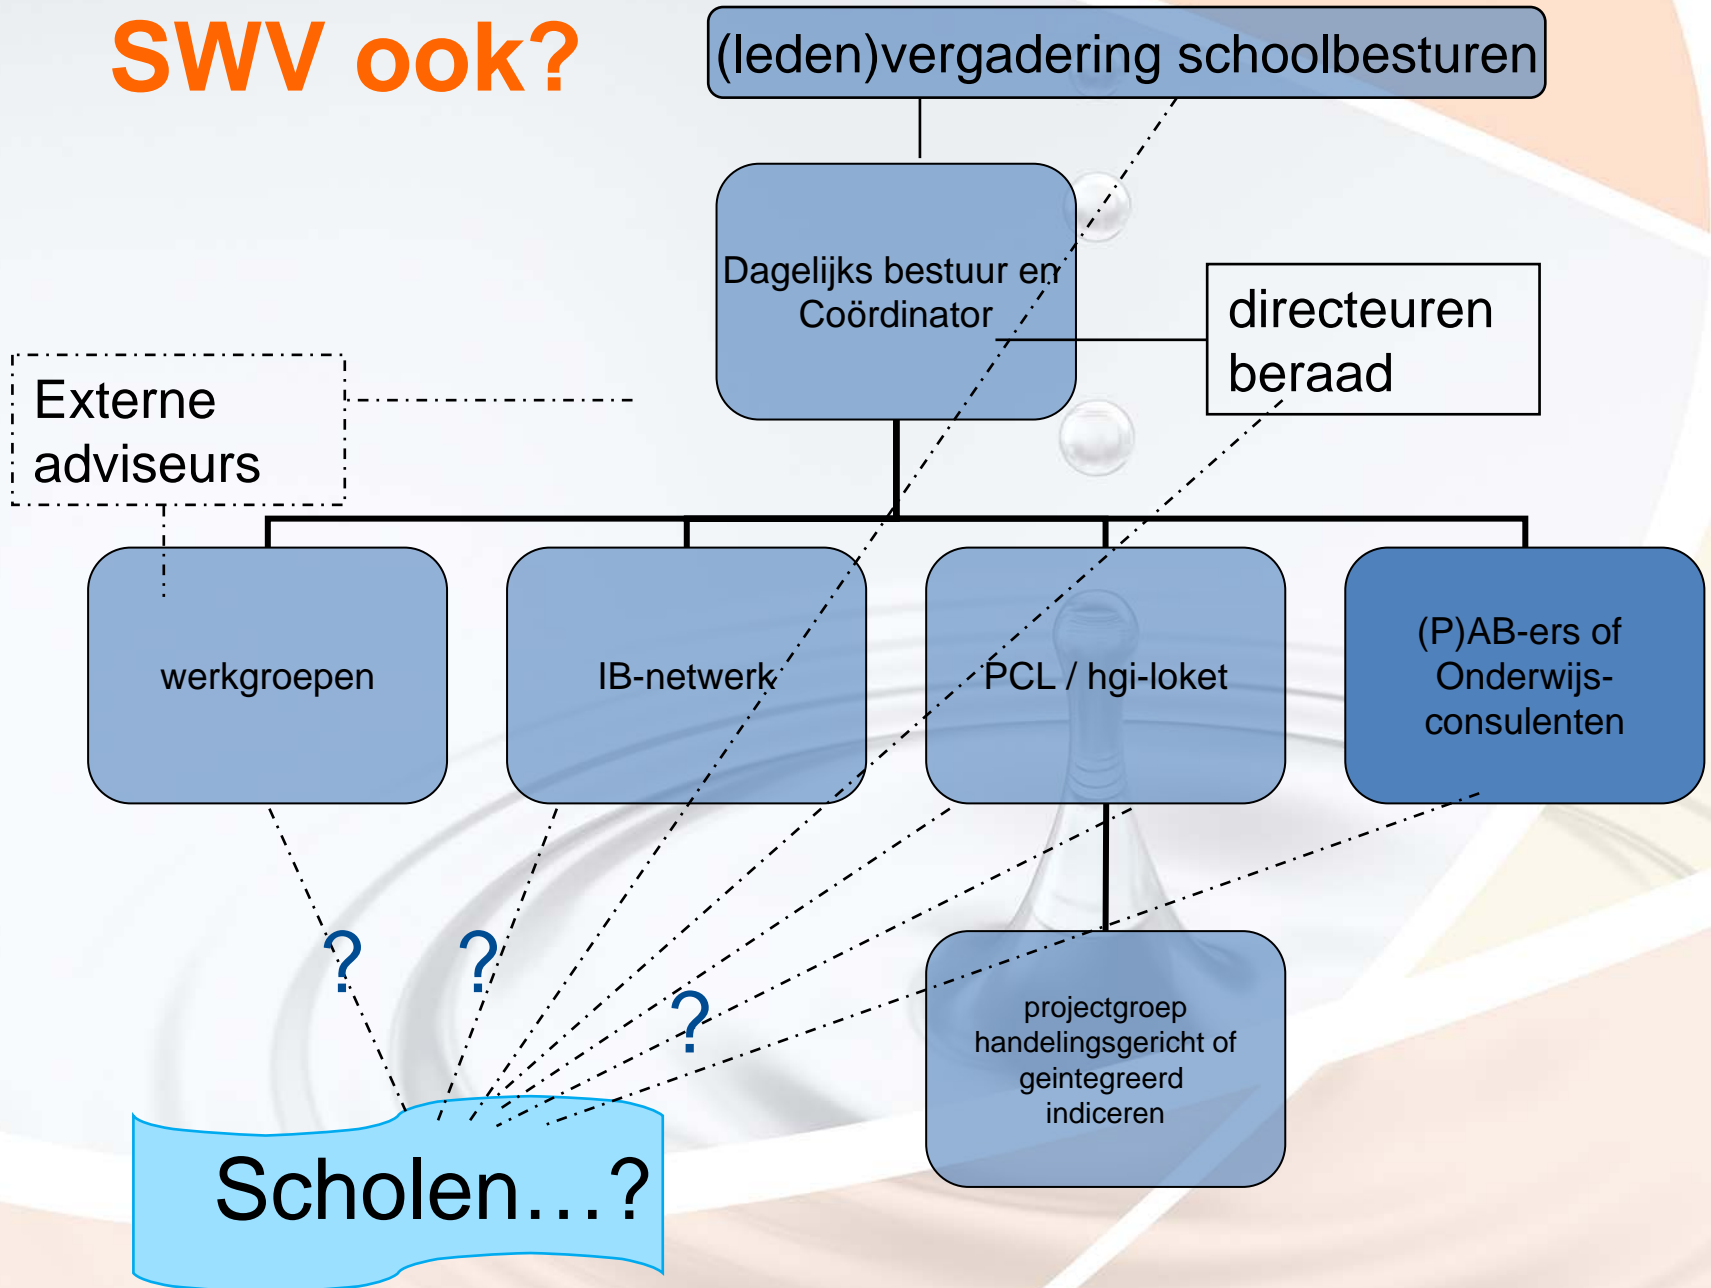 SWV ook?
(leden)vergadering schoolbesturen
Dagelijks bestuur en
Coördinator
directeuren
beraad
Externe
adviseurs
werkgroepen
IB-netwerk
PCL / hgi-loket
(P)AB-ers of
Onderwijs-
consulenten
?
?
?
projectgroep
handelingsgericht of
geintegreerd
indiceren
Scholen...?